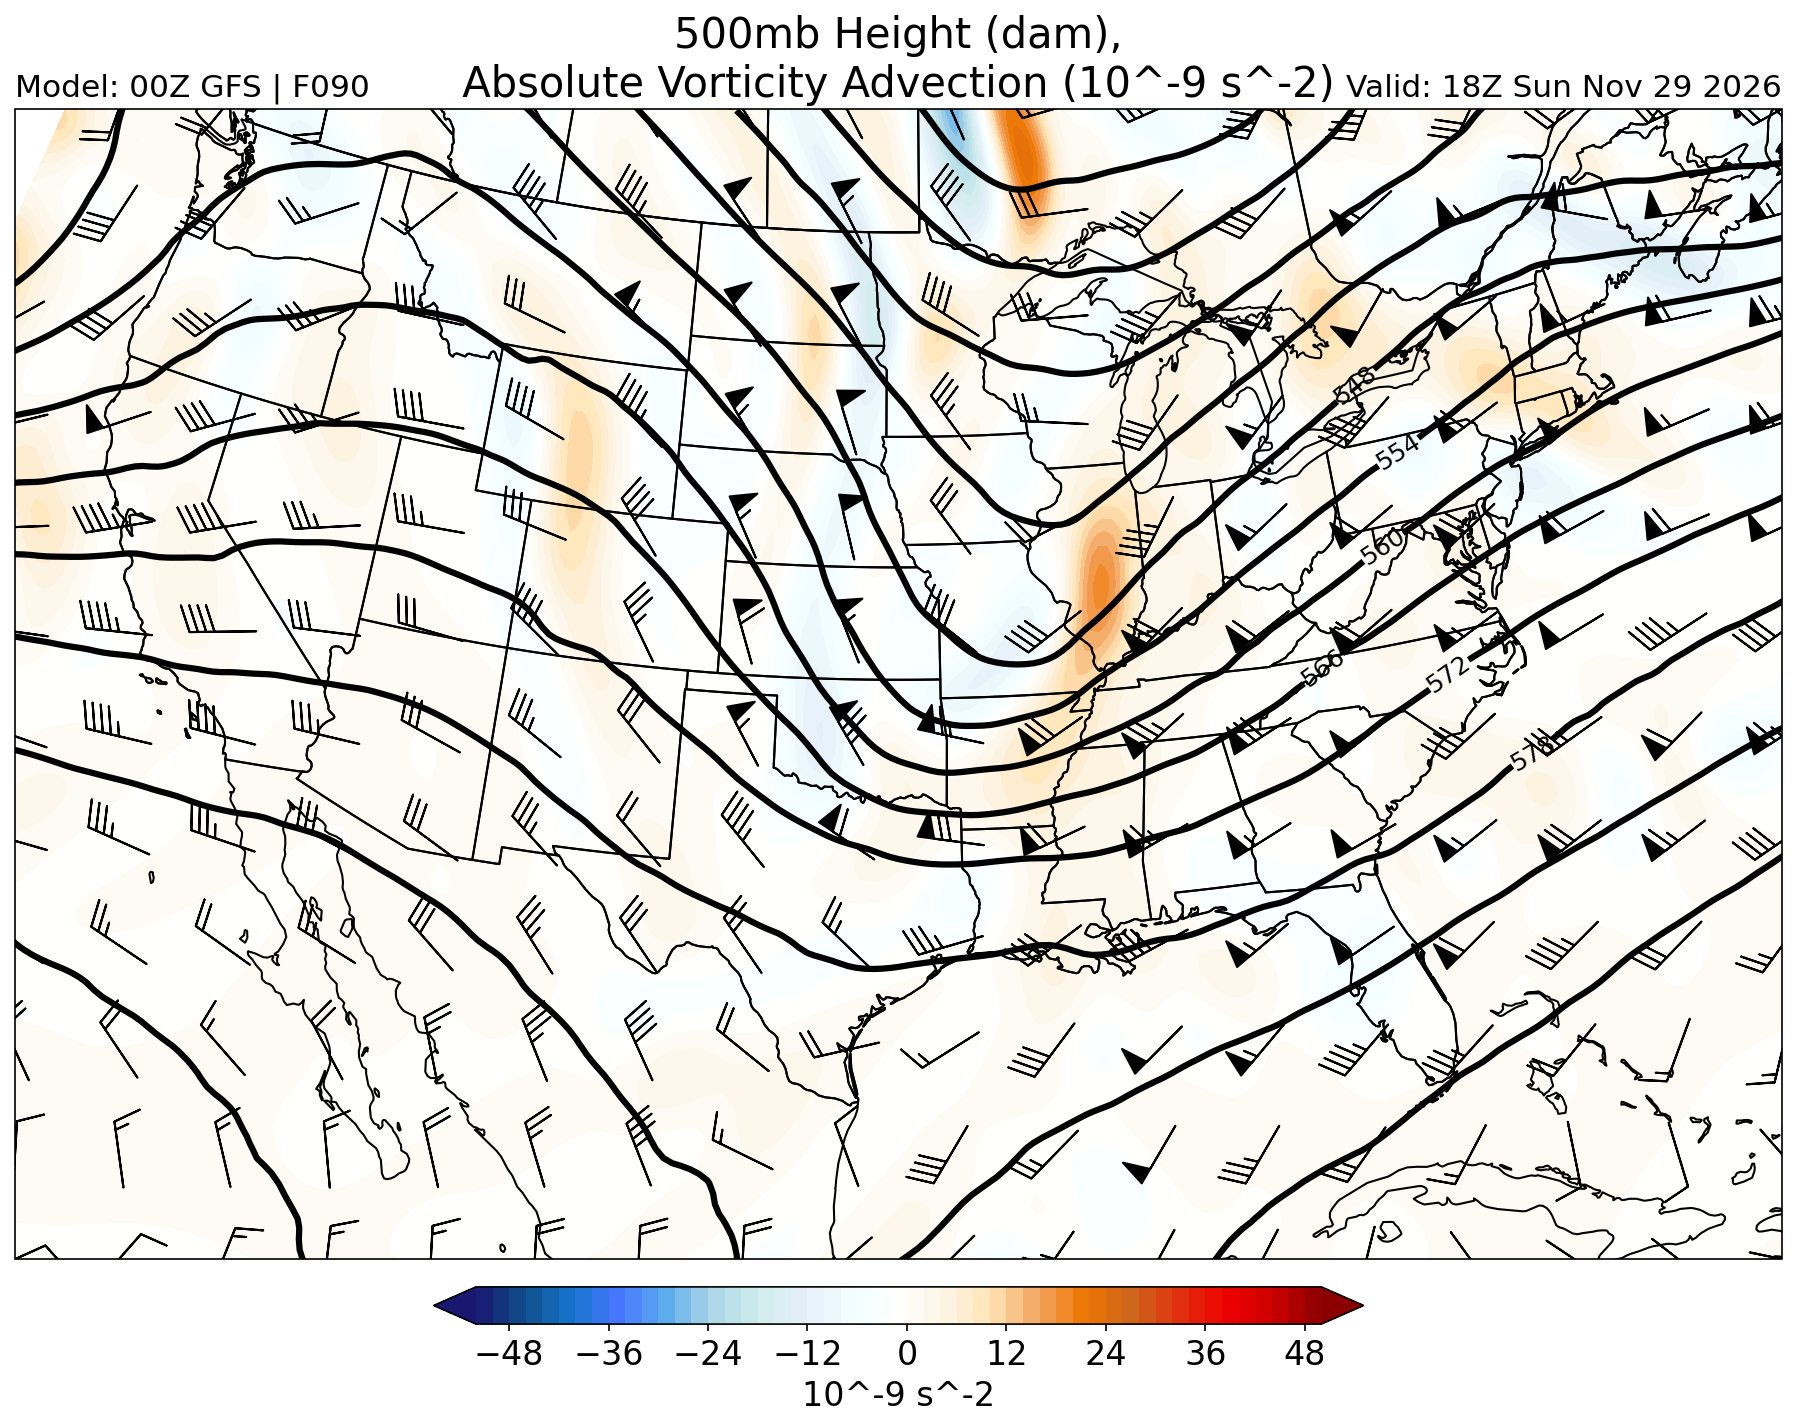 500mb Height (dam),
Model: 00Z GFS | F090
Absolute Vorticity Advection (10^-9 s^-2)
Valid: 18Z Sun Nov 29 2026
548
554
560
566
572
578
−48 −36 −24 −12 0 12 24 36 48
10^-9 s^-2